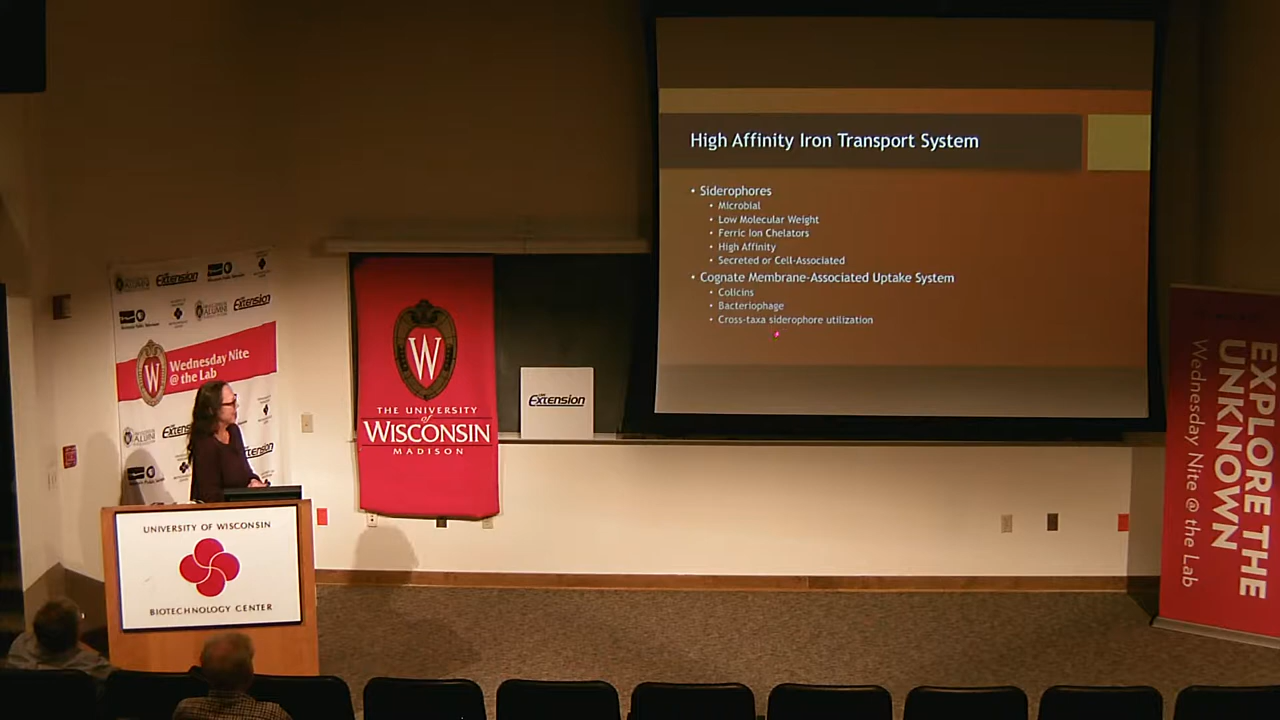 High Affinity Iron Transport System
• Siderophores
• Microbial
• Low Molecular Weight
• Ferric Ion Chelators
• High Affinity
• Secreted or Cell-Associated
• Cognate Membrane-Associated Uptake System
• Colicins
• Bacteriophage
• Cross-taxa siderophore utilization
Extension
Extension
Wednesday Nite
@ the Lab
W
W
THE UNIVERSITY
of
WISCONSIN
MADISON
Extension
UNIVERSITY OF WISCONSIN
BIOTECHNOLOGY CENTER
EXPLORE THE
UNKNOWN
Wednesday Nite @ the Lab